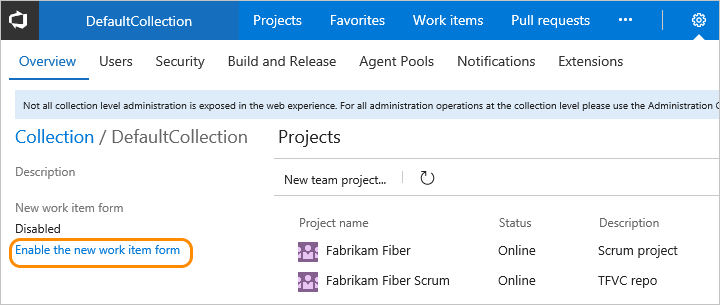 DefaultCollection Projects Favorites Work items Pull requests ···
Overview Users Security Build and Release Agent Pools Notifications Extensions
Not all collection level administration is exposed in the web experience. For all administration operations at the collection level please use the Administration
Collection / DefaultCollection
Projects
Description
New team project...
New work item form
Disabled
Enable the new work item form
Project name Status Description
Fabrikam Fiber Online Scrum project
Fabrikam Fiber Scrum Online TFVC repo